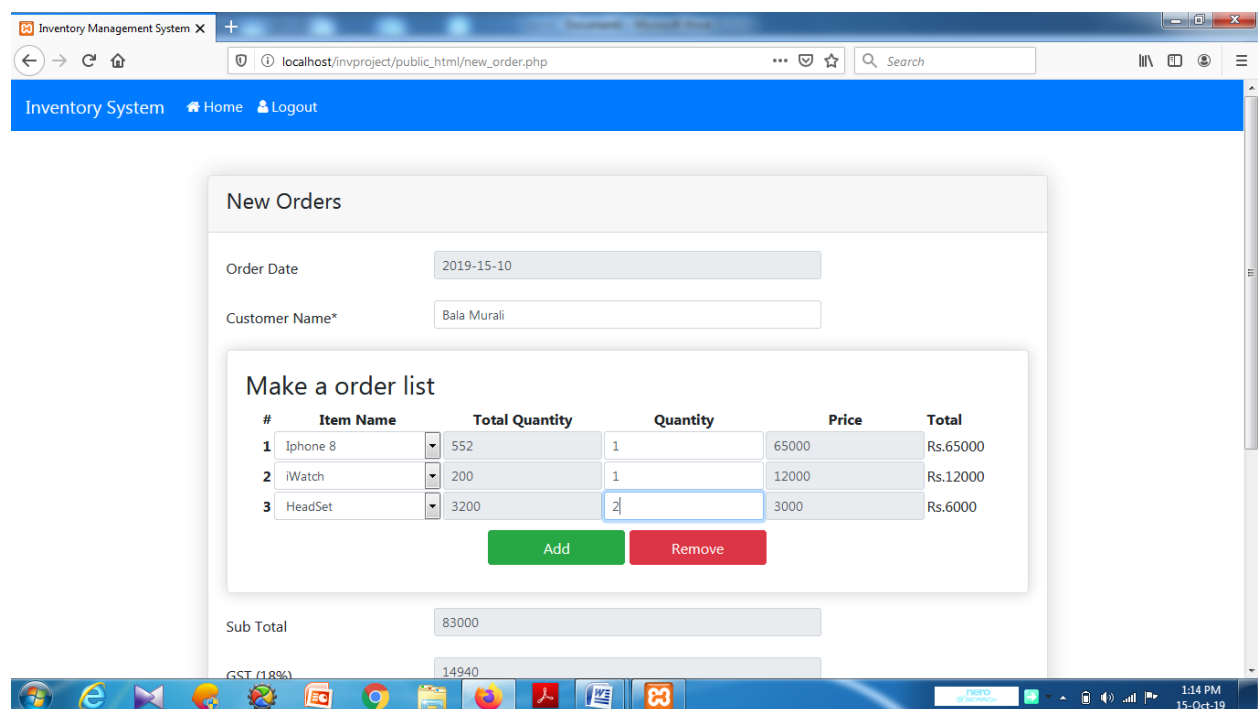 Inventory Management System X +
localhost/invproject/public_html/new_order.php ••• Search
Inventory System Home Logout
New Orders
Order Date 2019-15-10
Customer Name* Bala Murali
Make a order list
# Item Name Total Quantity Quantity Price Total
1 Iphone 8 552 1 65000 Rs.65000
2 iWatch 200 1 12000 Rs.12000
3 HeadSet 3200 2 3000 Rs.6000
Add Remove
Sub Total 83000
GST (18%) 14940
nero
1:14 PM
15-Oct-19